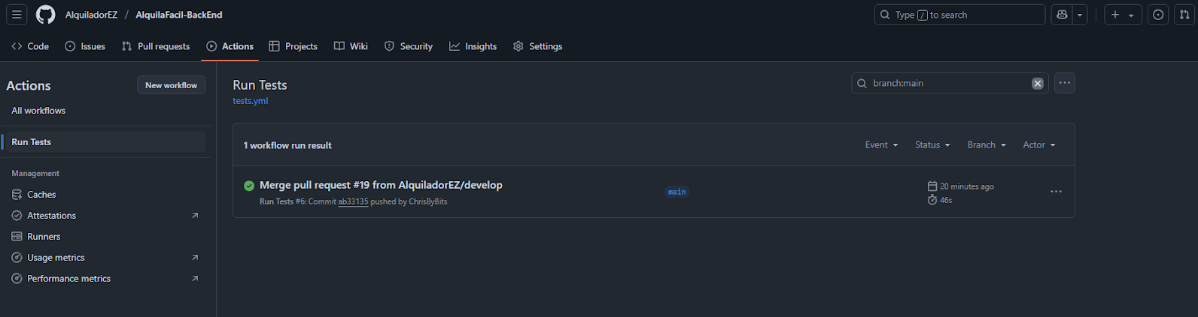 AlquiladorEZ / AlquilaFacil-BackEnd
Type / to search
Code Issues Pull requests Actions Projects Wiki Security Insights Settings
Actions
New workflow
All workflows
Run Tests
Management
Caches
Attestations
Runners
Usage metrics
Performance metrics
Run Tests
tests.yml
branch:main
1 workflow run result
Event Status Branch Actor
Merge pull request #19 from AlquiladorEZ/develop
Run Tests #6: Commit ab33135 pushed by ChrisByBits
main
20 minutes ago
46s